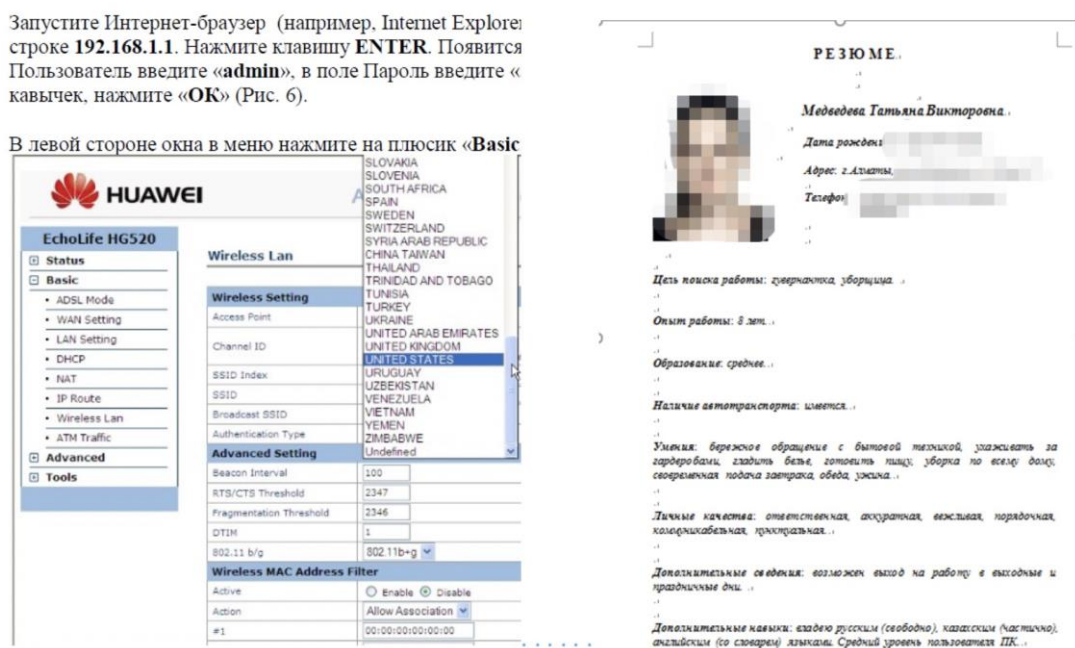 Запустите Интернет-браузер (например, Internet Explorer
строке 192.168.1.1. Нажмите клавишу ENTER. Появится
Пользователь введите «admin», в поле Пароль введите «
кавычек, нажмите «ОК» (Рис. 6).
В левой стороне окна в меню нажмите на плюсик «Basic
HUAWEI
A
EchoLife HG520
Status
Basic
ADSL Mode
WAN Setting
LAN Setting
DHCP
NAT
IP Route
Wireless Lan
ATM Traffic
Advanced
Tools
Wireless Lan
Wireless Setting
Access Point
Channel ID
SSID Index
SSID
Broadcast SSID
Authentication Type
SLOVAKIA
SLOVENIA
SOUTH AFRICA
SPAIN
SWEDEN
SWITZERLAND
SYRIA ARAB REPUBLIC
CHINA TAIWAN
THAILAND
TRINIDAD AND TOBAGO
TUNISIA
TURKEY
UKRAINE
UNITED ARAB EMIRATES
UNITED KINGDOM
UNITED STATES
URUGUAY
UZBEKISTAN
VENEZUELA
VIETNAM
YEMEN
ZIMBABWE
Undefined
Advanced Setting
Beacon Interval 100
RTS/CTS Threshold 2347
Fragmentation Threshold 2346
DTIM 1
802.11 b/g 802.11b+g
Wireless MAC Address Filter
Active Enable Disable
Action Allow Association
#1 00:00:00:00:00:00
РЕЗЮМЕ
Медведева Татьяна Викторовна
Дата рождени
Адрес: г.Алматы,
Телефон
Цель поиска работы: гувернантка, уборщица.
Опыт работы: 8 лет.
Образование: среднее.
Наличие автотранспорта: имеется.
Умения: бережное обращение с бытовой техникой, ухаживать за
гардеробами, гладить белье, готовить пищу, уборка по всему дому,
своевременная подача завтрака, обеда, ужина.
Личные качества: ответственная, аккуратная, вежливая, порядочная,
коммуникабельная, пунктуальная.
Дополнительные сведения: возможен выход на работу в выходные и
праздничные дни.
Дополнительные навыки: владею русским (свободно), казахским (частично),
английским (со словарем) языками. Средний уровень пользователя ПК.